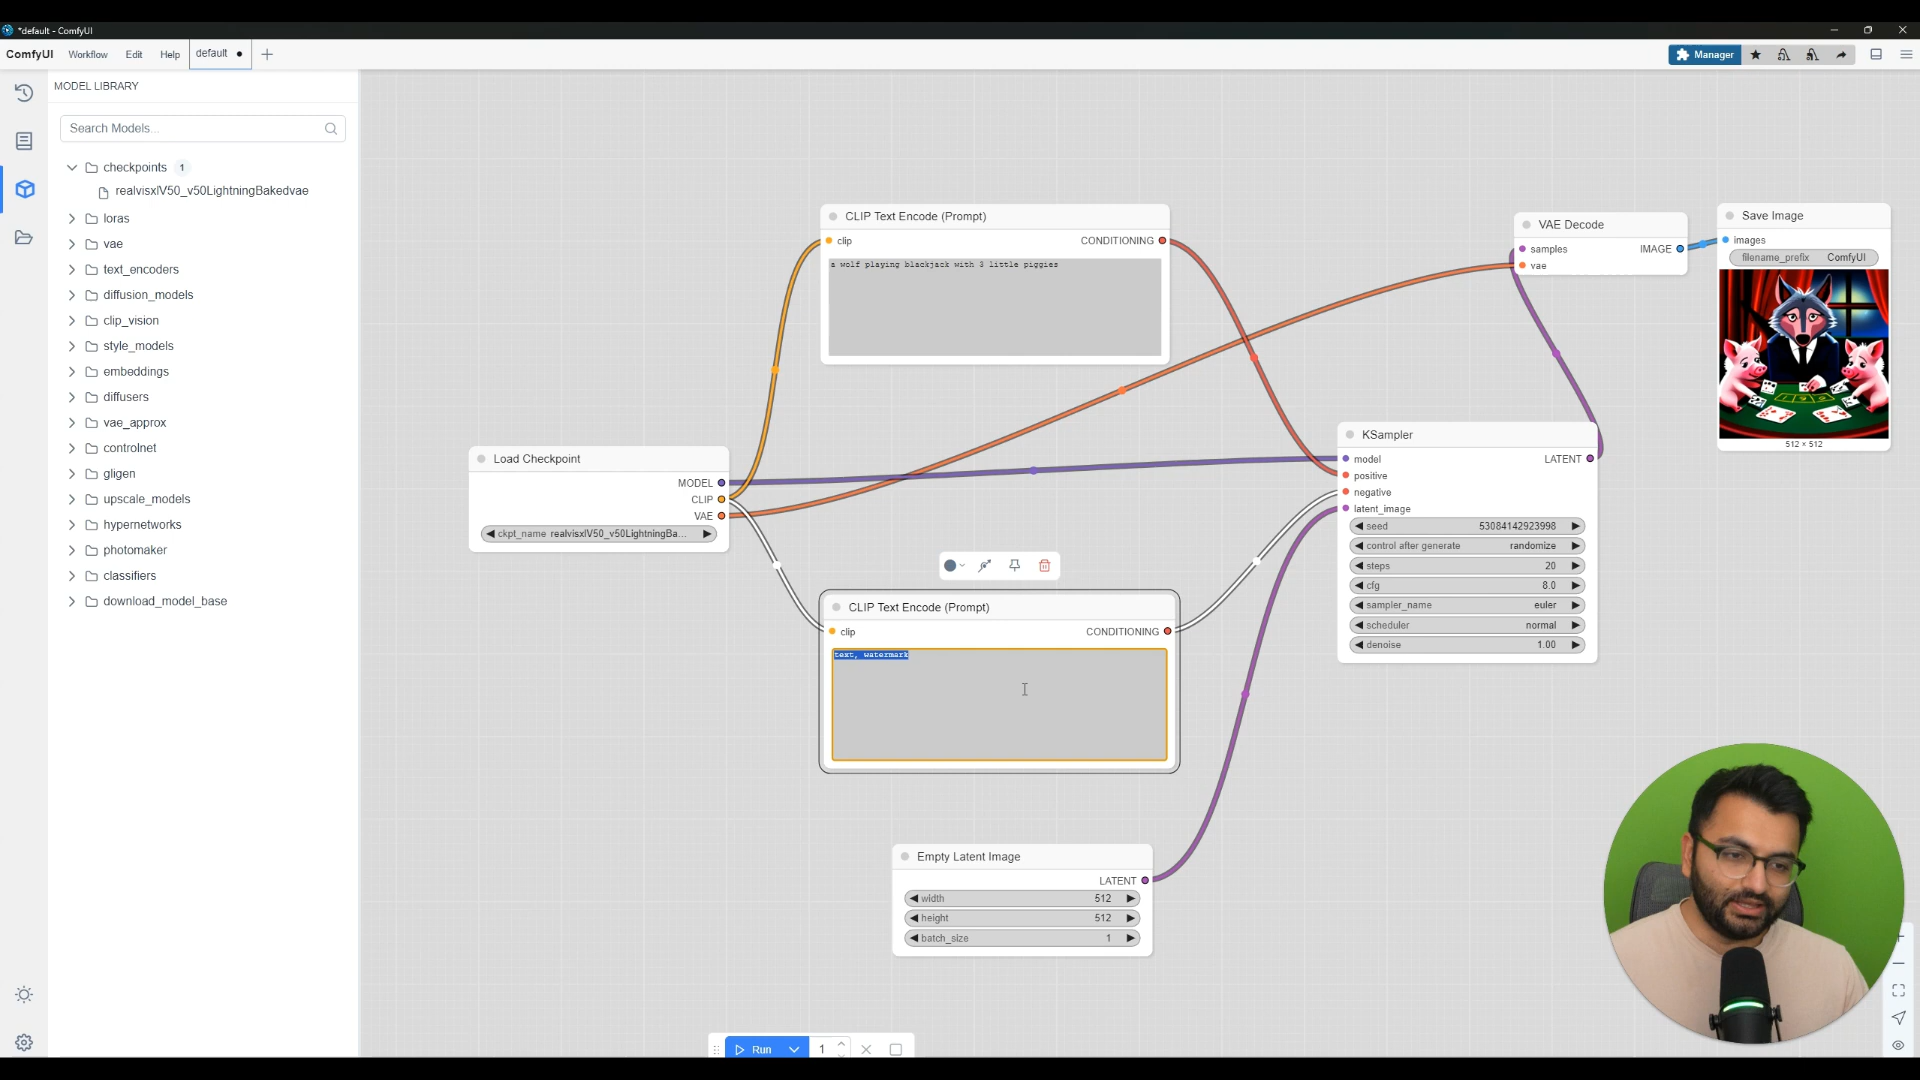 *default - ComfyUI
ComfyUI Workflow Edit Help default
Manager
MODEL LIBRARY
Search Models...
checkpoints 1
realvisxlV50_v50LightningBakedvae
loras
vae
text_encoders
diffusion_models
clip_vision
style_models
embeddings
diffusers
vae_approx
controlnet
gligen
upscale_models
hypernetworks
photomaker
classifiers
download_model_base
Load Checkpoint
MODEL
CLIP
VAE
ckpt_name realvisxlV50_v50LightningBa...
CLIP Text Encode (Prompt)
clip CONDITIONING
a wolf playing blackjack with 3 little piggies
CLIP Text Encode (Prompt)
clip CONDITIONING
text, watermark
Empty Latent Image
LATENT
width 512
height 512
batch_size 1
KSampler
model LATENT
positive
negative
latent_image
seed 53084142923998
control after generate randomize
steps 20
cfg 8.0
sampler_name euler
scheduler normal
denoise 1.00
VAE Decode
samples IMAGE
vae
Save Image
images
filename_prefix ComfyUI
512 × 512
Run 1